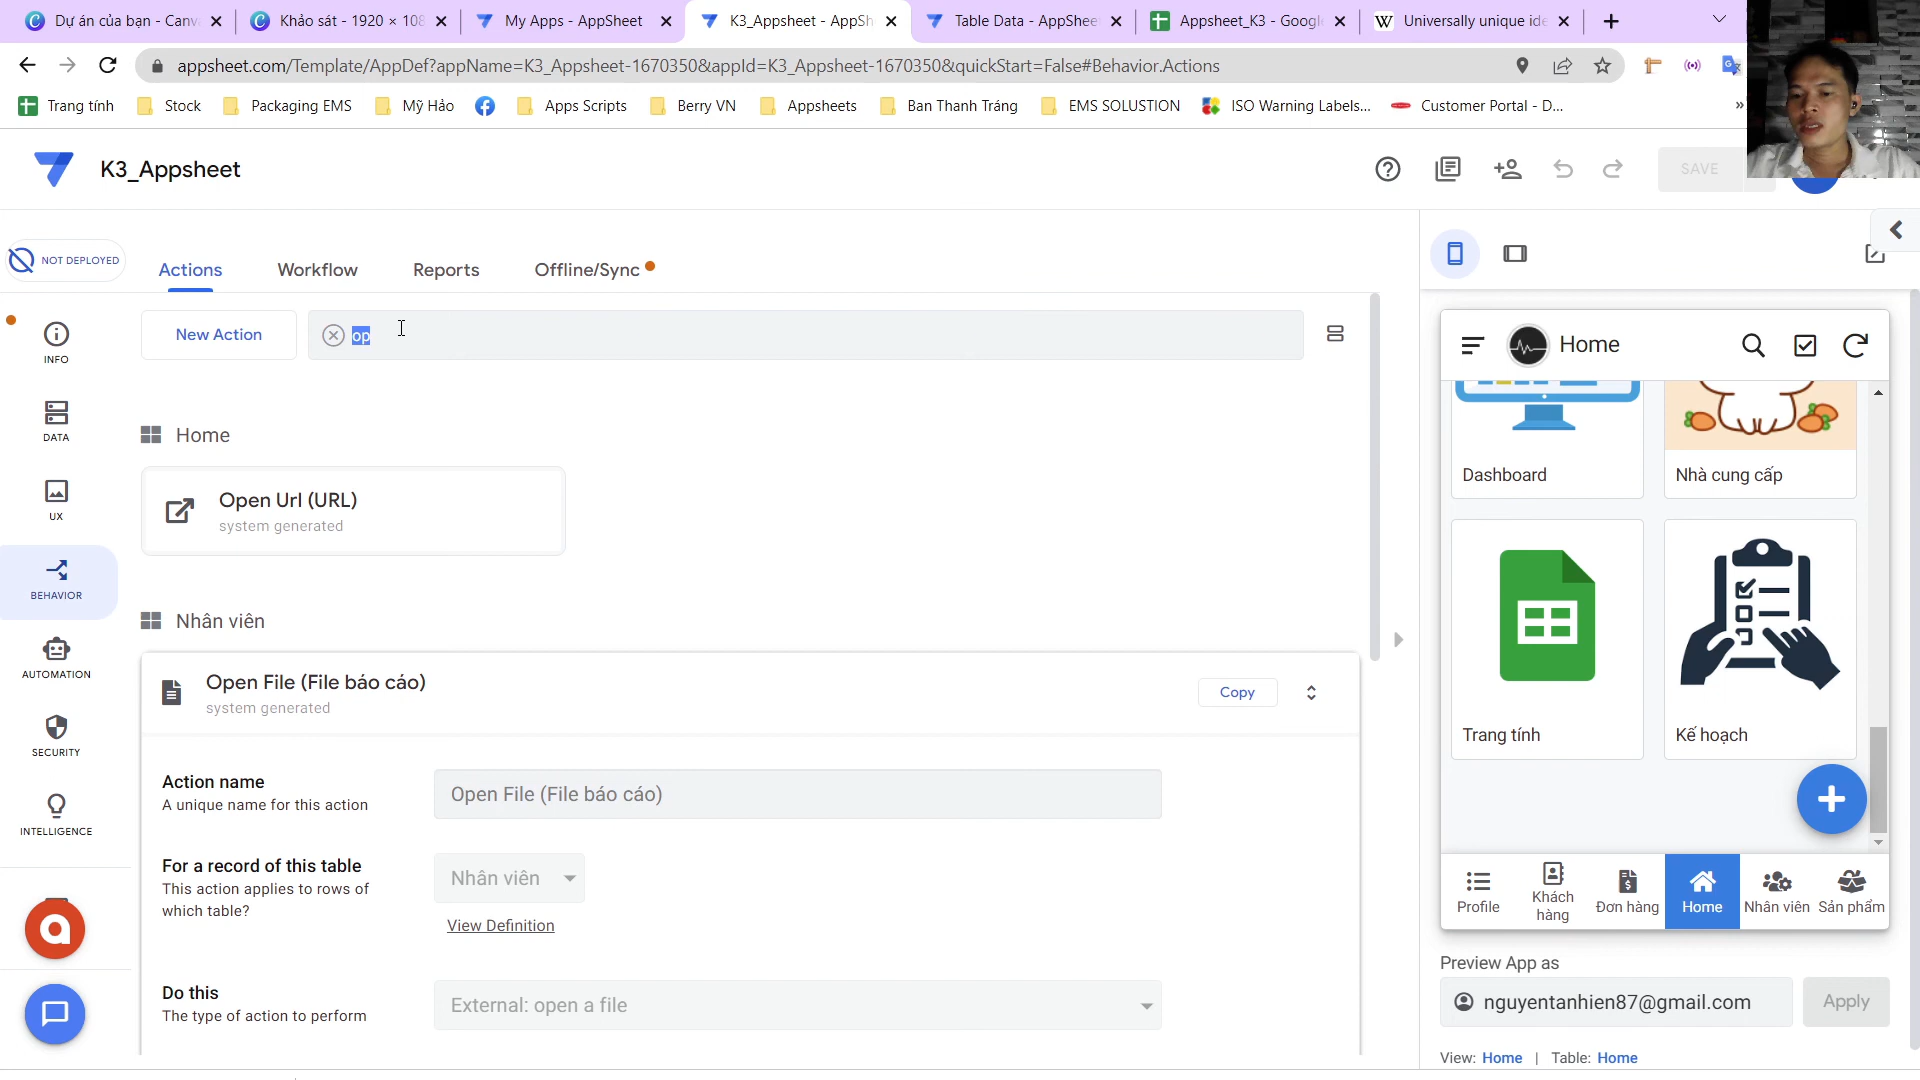 Dự án của bạn - Canv
Khảo sát - 1920 × 108
My Apps - AppSheet
K3_Appsheet - AppSh
Table Data - AppSheet
Appsheet_K3 - Google
Universally unique ide
appsheet.com/Template/AppDef?appName=K3_Appsheet-1670350&appId=K3_Appsheet-1670350&quickStart=False#Behavior.Actions
Trang tính
Stock
Packaging EMS
Mỹ Hảo
Apps Scripts
Berry VN
Appsheets
Ban Thanh Tráng
EMS SOLUSTION
ISO Warning Labels...
Customer Portal - D...
»
K3_Appsheet
SAVE
NOT DEPLOYED
Actions
Workflow
Reports
Offline/Sync
New Action
op
INFO
DATA
UX
BEHAVIOR
AUTOMATION
SECURITY
INTELLIGENCE
Home
Open Url (URL)
system generated
Nhân viên
Open File (File báo cáo)
system generated
Copy
Action name
A unique name for this action
Open File (File báo cáo)
For a record of this table
This action applies to rows of
which table?
Nhân viên
View Definition
Do this
The type of action to perform
External: open a file
Home
Dashboard
Nhà cung cấp
Trang tính
Kế hoạch
Profile
Khách
hàng
Đơn hàng
Home
Nhân viên
Sản phẩm
Preview App as
nguyentanhien87@gmail.com
Apply
View: Home | Table: Home